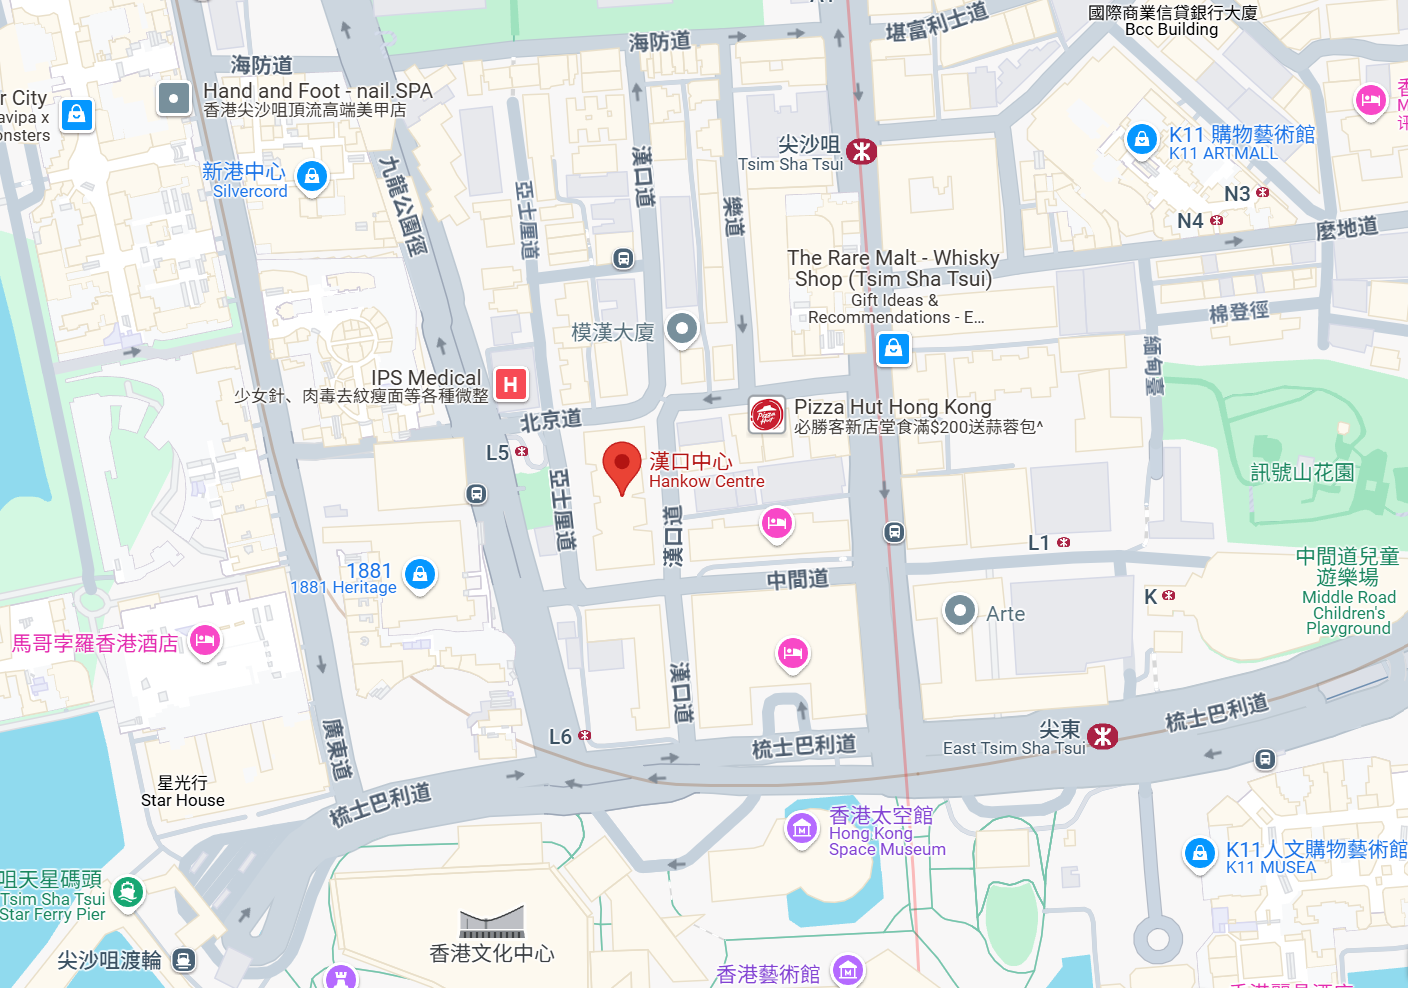 國際商業信貸銀行大廈
Bcc Building
堪富利士道
海防道
海防道
Hand and Foot - nail.SPA
香港尖沙咀頂流高端美甲店
r City
avipa x
onsters
新港中心
Silvercord
九龍公園徑
亞士厘道
漢口道
樂道
尖沙咀
Tsim Sha Tsui
K11 購物藝術館
K11 ARTMALL
N3
N4
麼地道
The Rare Malt - Whisky
Shop (Tsim Sha Tsui)
Gift Ideas &
Recommendations - E...
棉登徑
緬甸臺
模漢大廈
IPS Medical
少女針、肉毒去紋瘦面等各種微整
H
北京道
Pizza Hut Hong Kong
必勝客新店堂食滿$200送蒜蓉包^
Pizza Hut
L5
漢口中心
Hankow Centre
亞士厘道
漢口道
訊號山花園
L1
中間道
中間道兒童
遊樂場
Middle Road
Children's
Playground
K
1881
1881 Heritage
Arte
馬哥孛羅香港酒店
漢口道
L6
廣東道
梳士巴利道
尖東
East Tsim Sha Tsui
梳士巴利道
星光行
Star House
梳士巴利道
香港太空館
Hong Kong
Space Museum
K11人文購物藝術館
K11 MUSEA
咀天星碼頭
Tsim Sha Tsui
Star Ferry Pier
香港文化中心
尖沙咀渡輪
香港藝術館